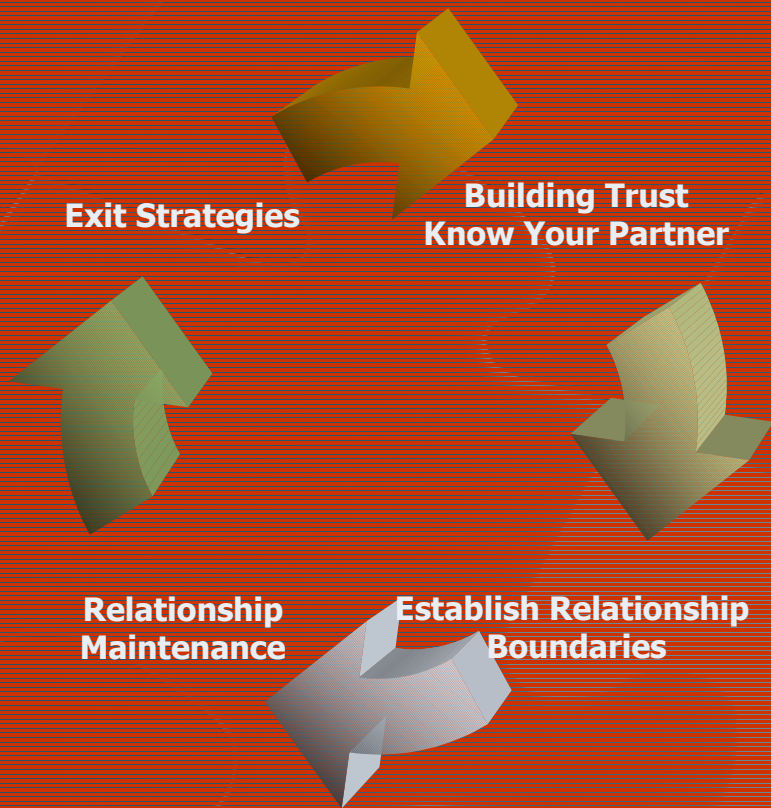 Exit Strategies
Building Trust
Know Your Partner
Relationship
Maintenance
Establish Relationship
Boundaries